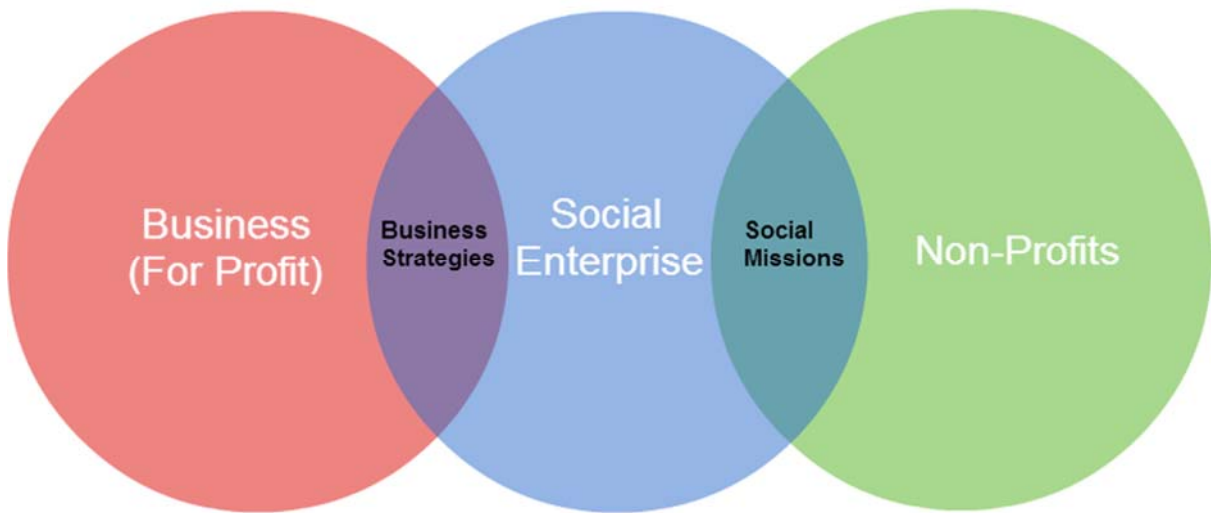 Business
(For Profit)
Business
Strategies
Social
Enterprise
Social
Missions
Non-Profits